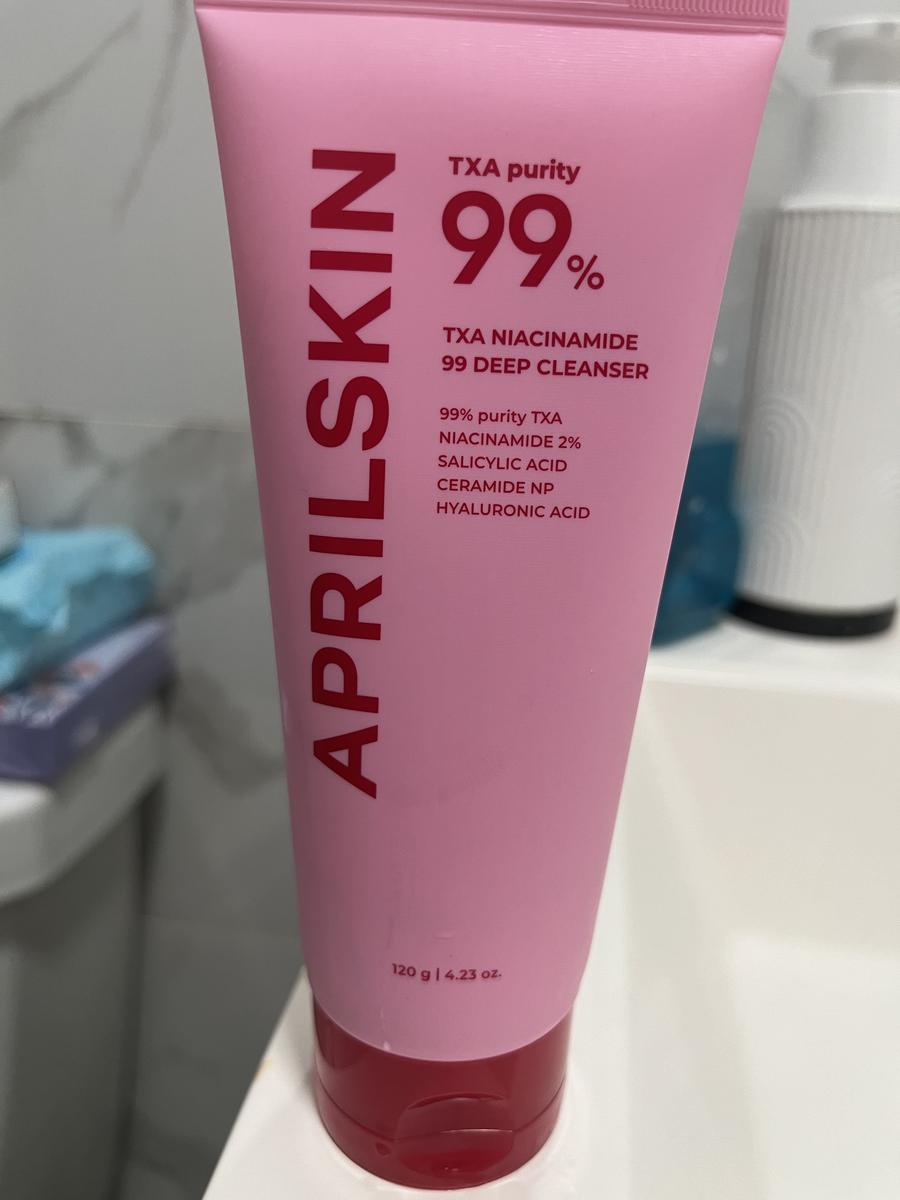 APRILSKIN
TXA purity
99%
TXA NIACINAMIDE
99 DEEP CLEANSER
99% purity TXA
NIACINAMIDE 2%
SALICYLIC ACID
CERAMIDE NP
HYALURONIC ACID
120 g | 4.23 oz.